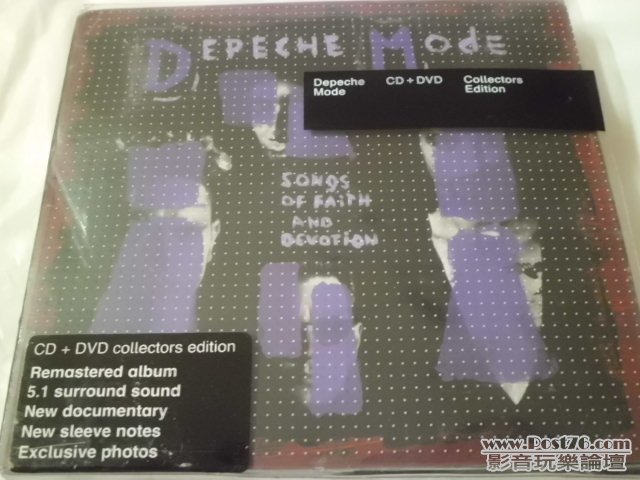 DEPECHE MODE
Depeche Mode
CD + DVD
Collectors Edition
SONGS
OF FAITH
AND
DEVOTION
CD + DVD collectors edition
Remastered album
5.1 surround sound
New documentary
New sleeve notes
Exclusive photos
www.Post76.com
影音玩樂論壇